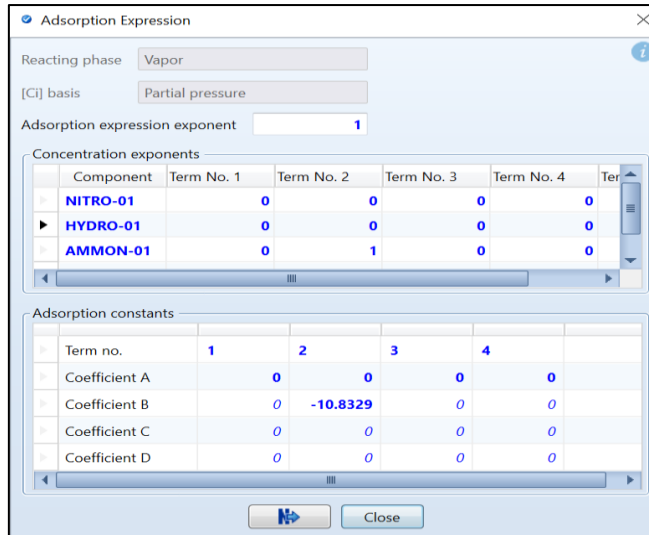 Adsorption Expression
Reacting phase Vapor
[Ci] basis Partial pressure
Adsorption expression exponent 1
Concentration exponents
Component Term No. 1 Term No. 2 Term No. 3 Term No. 4 Ter
NITRO-01 0 0 0 0
HYDRO-01 0 0 0 0
AMMON-01 0 1 0 0
Adsorption constants
Term no. 1 2 3 4
Coefficient A 0 0 0 0
Coefficient B 0 -10.8329 0 0
Coefficient C 0 0 0 0
Coefficient D 0 0 0 0
N Close